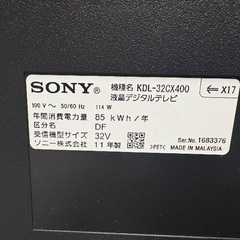 SONY 機種名 KDL-32CX400 ⇐ X17
液晶デジタルテレビ
100 V ~ 50/60 Hz 114 W
年間消費電力量 85 kWh/年
区分名 DF
受信機型サイズ 32V Ser.No. 1683376
ソニー株式会社 11年製 MADE IN MALAYSIA